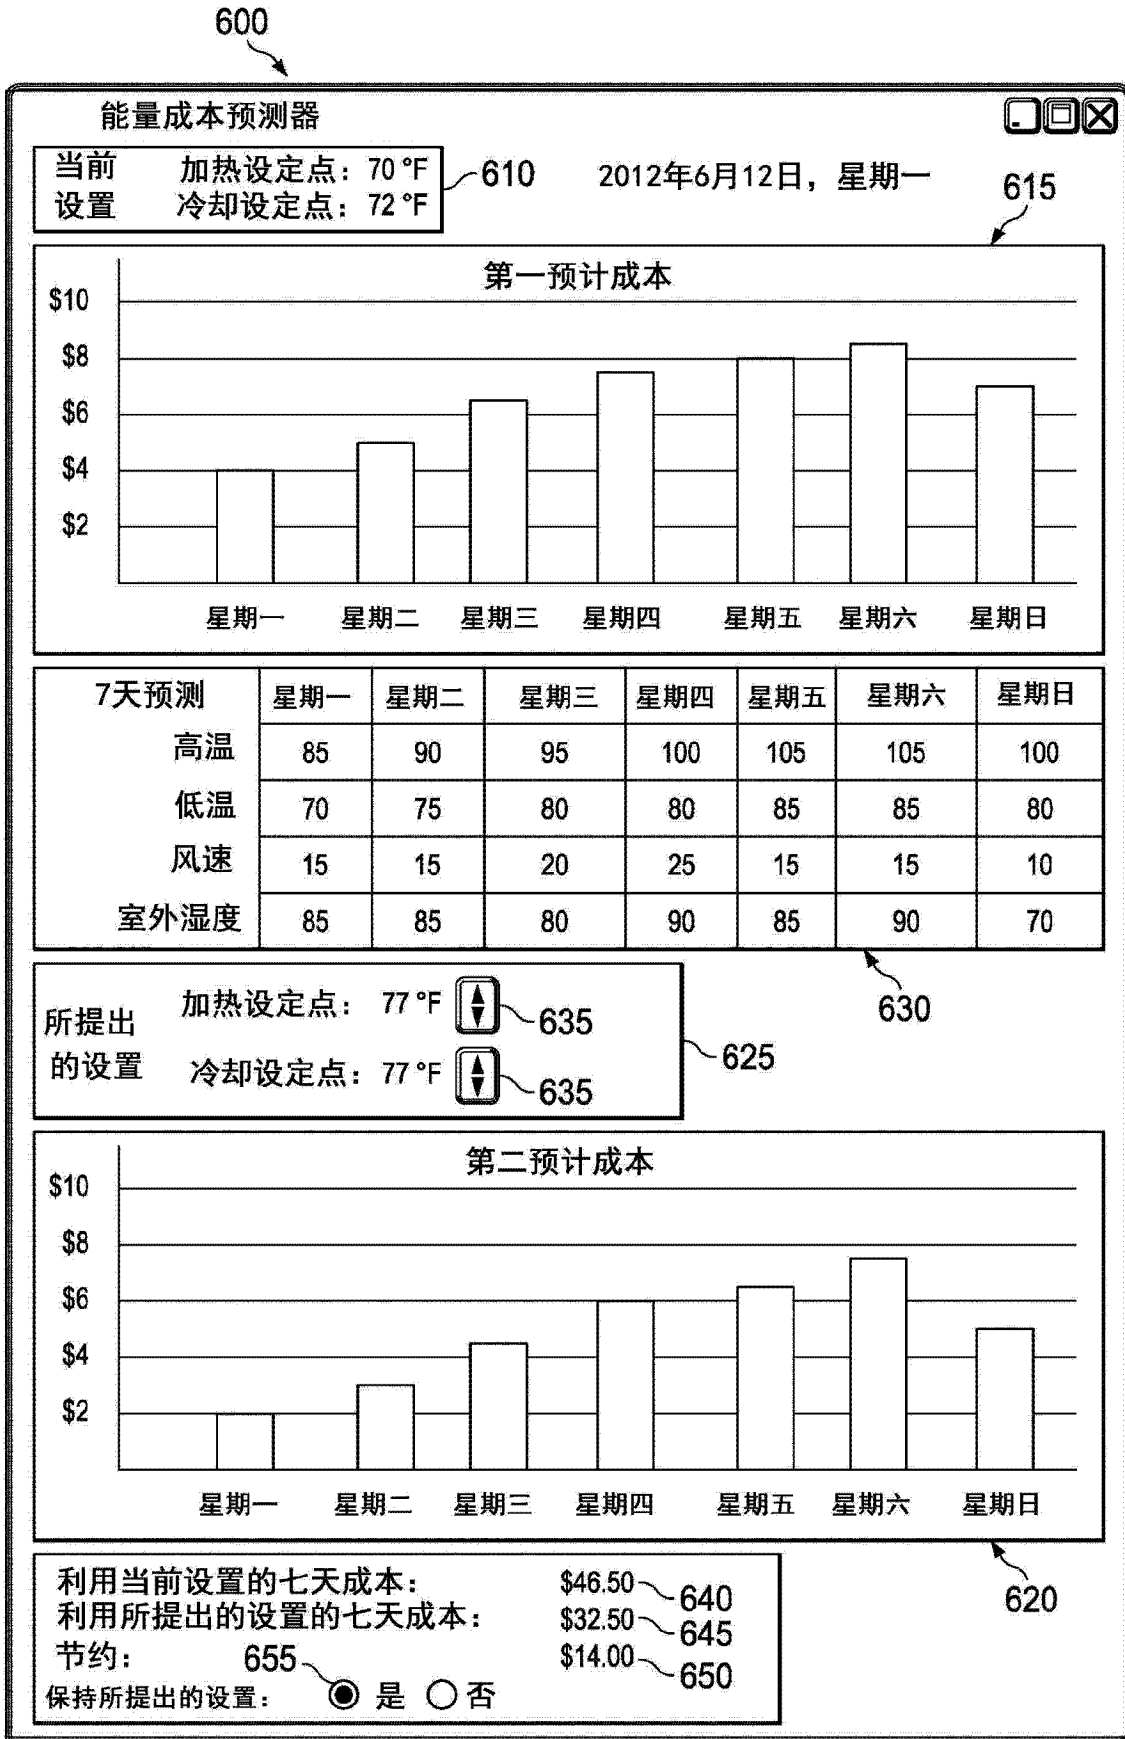 600
能量成本预测器
当前 加热设定点：70 °F
设置 冷却设定点：72 °F
610
2012年6月12日，星期一
615
第一预计成本
$10
$8
$6
$4
$2
星期一 星期二 星期三 星期四 星期五 星期六 星期日
7天预测 星期一 星期二 星期三 星期四 星期五 星期六 星期日
高温 85 90 95 100 105 105 100
低温 70 75 80 80 85 85 80
风速 15 15 20 25 15 15 10
室外湿度 85 85 80 90 85 90 70
630
所提出
的设置
加热设定点：77 °F 635
冷却设定点：77 °F 635
625
第二预计成本
$10
$8
$6
$4
$2
星期一 星期二 星期三 星期四 星期五 星期六 星期日
620
利用当前设置的七天成本： $46.50 640
利用所提出的设置的七天成本： $32.50 645
节约： $14.00 650
655
保持所提出的设置： 是 否